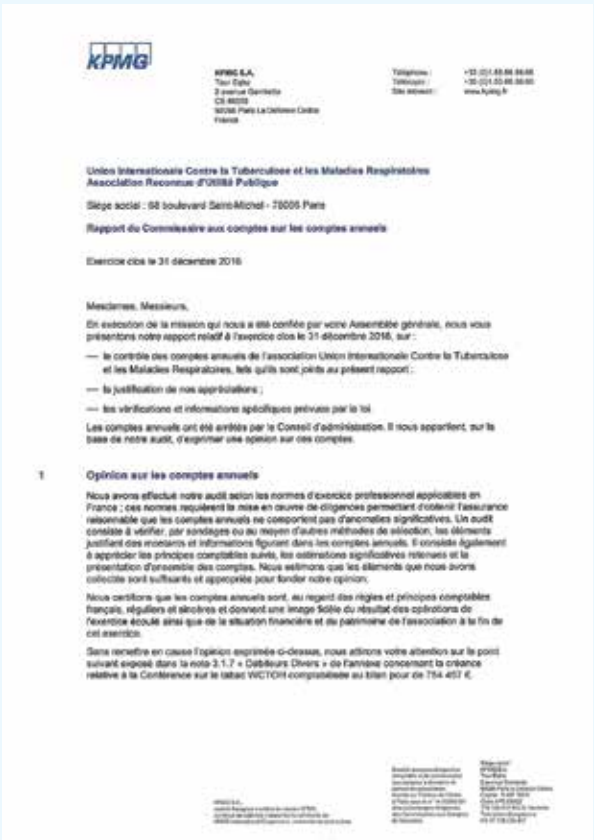 KPMG
KPMG S.A.
Tour Eqho
2 avenue Gambetta
CS 60055
92066 Paris La Défense Cedex
France
Téléphone :
Télécopie :
Site internet :
www.kpmg.fr
Union Internationale Contre la Tuberculose et les Maladies Respiratoires
Association Reconnue d'Utilité Publique
Siège social : 68 boulevard Saint-Michel - 75006 Paris
Rapport du Commissaire aux comptes sur les comptes annuels
Exercice clos le 31 décembre 2016
Mesdames, Messieurs,
En exécution de la mission qui nous a été confiée par votre Assemblée générale, nous vous
présentons notre rapport relatif à l'exercice clos le 31 décembre 2016, sur :
— le contrôle des comptes annuels de l'association Union Internationale Contre la Tuberculose
et les Maladies Respiratoires, tels qu'ils sont joints au présent rapport ;
— la justification de nos appréciations ;
— les vérifications et informations spécifiques prévues par la loi.
Les comptes annuels ont été arrêtés par le Conseil d'administration. Il nous appartient, sur la
base de notre audit, d'exprimer une opinion sur ces comptes.
1 Opinion sur les comptes annuels
Nous avons effectué notre audit selon les normes d'exercice professionnel applicables en
France ; ces normes requièrent la mise en œuvre de diligences permettant d'obtenir l'assurance
raisonnable que les comptes annuels ne comportent pas d'anomalies significatives. Un audit
consiste à vérifier, par sondages ou au moyen d'autres méthodes de sélection, les éléments
justifiant des montants et informations figurant dans les comptes annuels. Il consiste également
à apprécier les principes comptables suivis, les estimations significatives retenues et la
présentation d'ensemble des comptes. Nous estimons que les éléments que nous avons
collectés sont suffisants et appropriés pour fonder notre opinion.
Nous certifions que les comptes annuels sont, au regard des règles et principes comptables
français, réguliers et sincères et donnent une image fidèle du résultat des opérations de
l'exercice écoulé ainsi que de la situation financière et du patrimoine de l'association à la fin de
cet exercice.
Sans remettre en cause l'opinion exprimée ci-dessus, nous attirons votre attention sur le point
suivant exposé dans la note 3.1.7 « Débiteurs Divers » de l'annexe concernant la créance
relative à la Conférence sur le tabac WCTOH comptabilisée au bilan pour de 754 457 €.